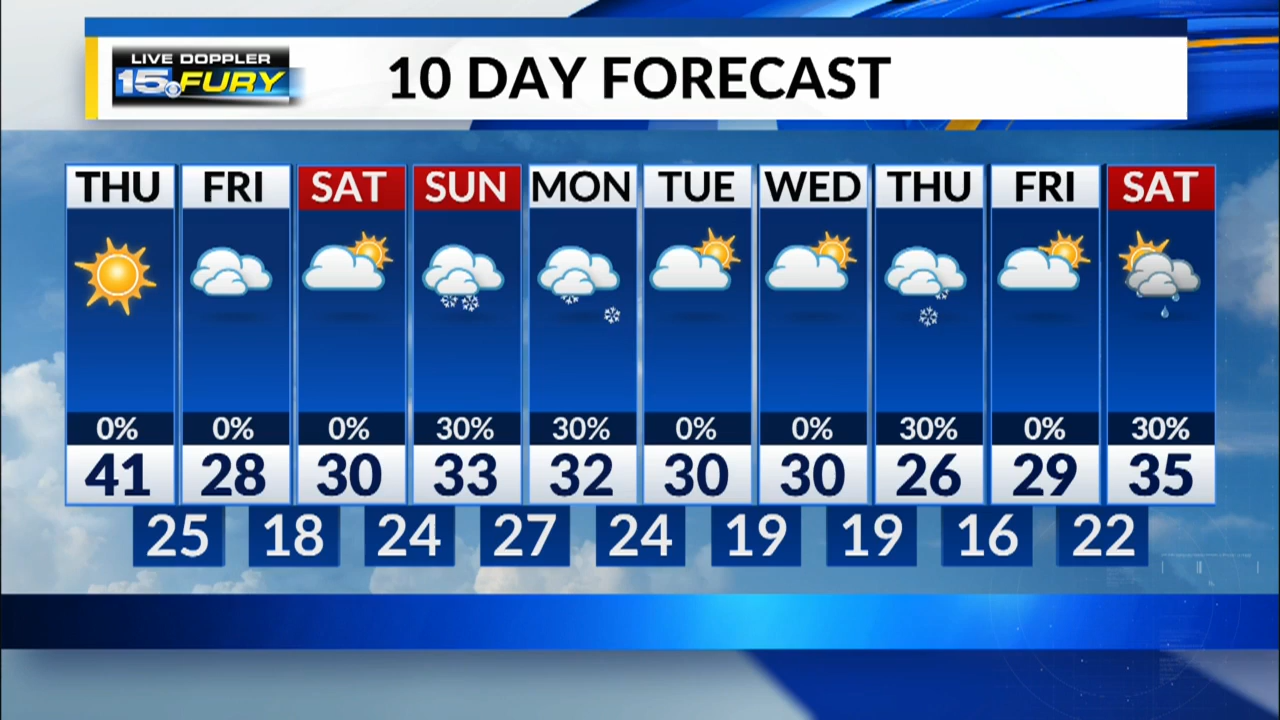 LIVE DOPPLER
15 FURY
10 DAY FORECAST
THU FRI SAT SUN MON TUE WED THU FRI SAT
0% 0% 0% 30% 30% 0% 0% 30% 0% 30%
41 28 30 33 32 30 30 26 29 35
25 18 24 27 24 19 19 16 22